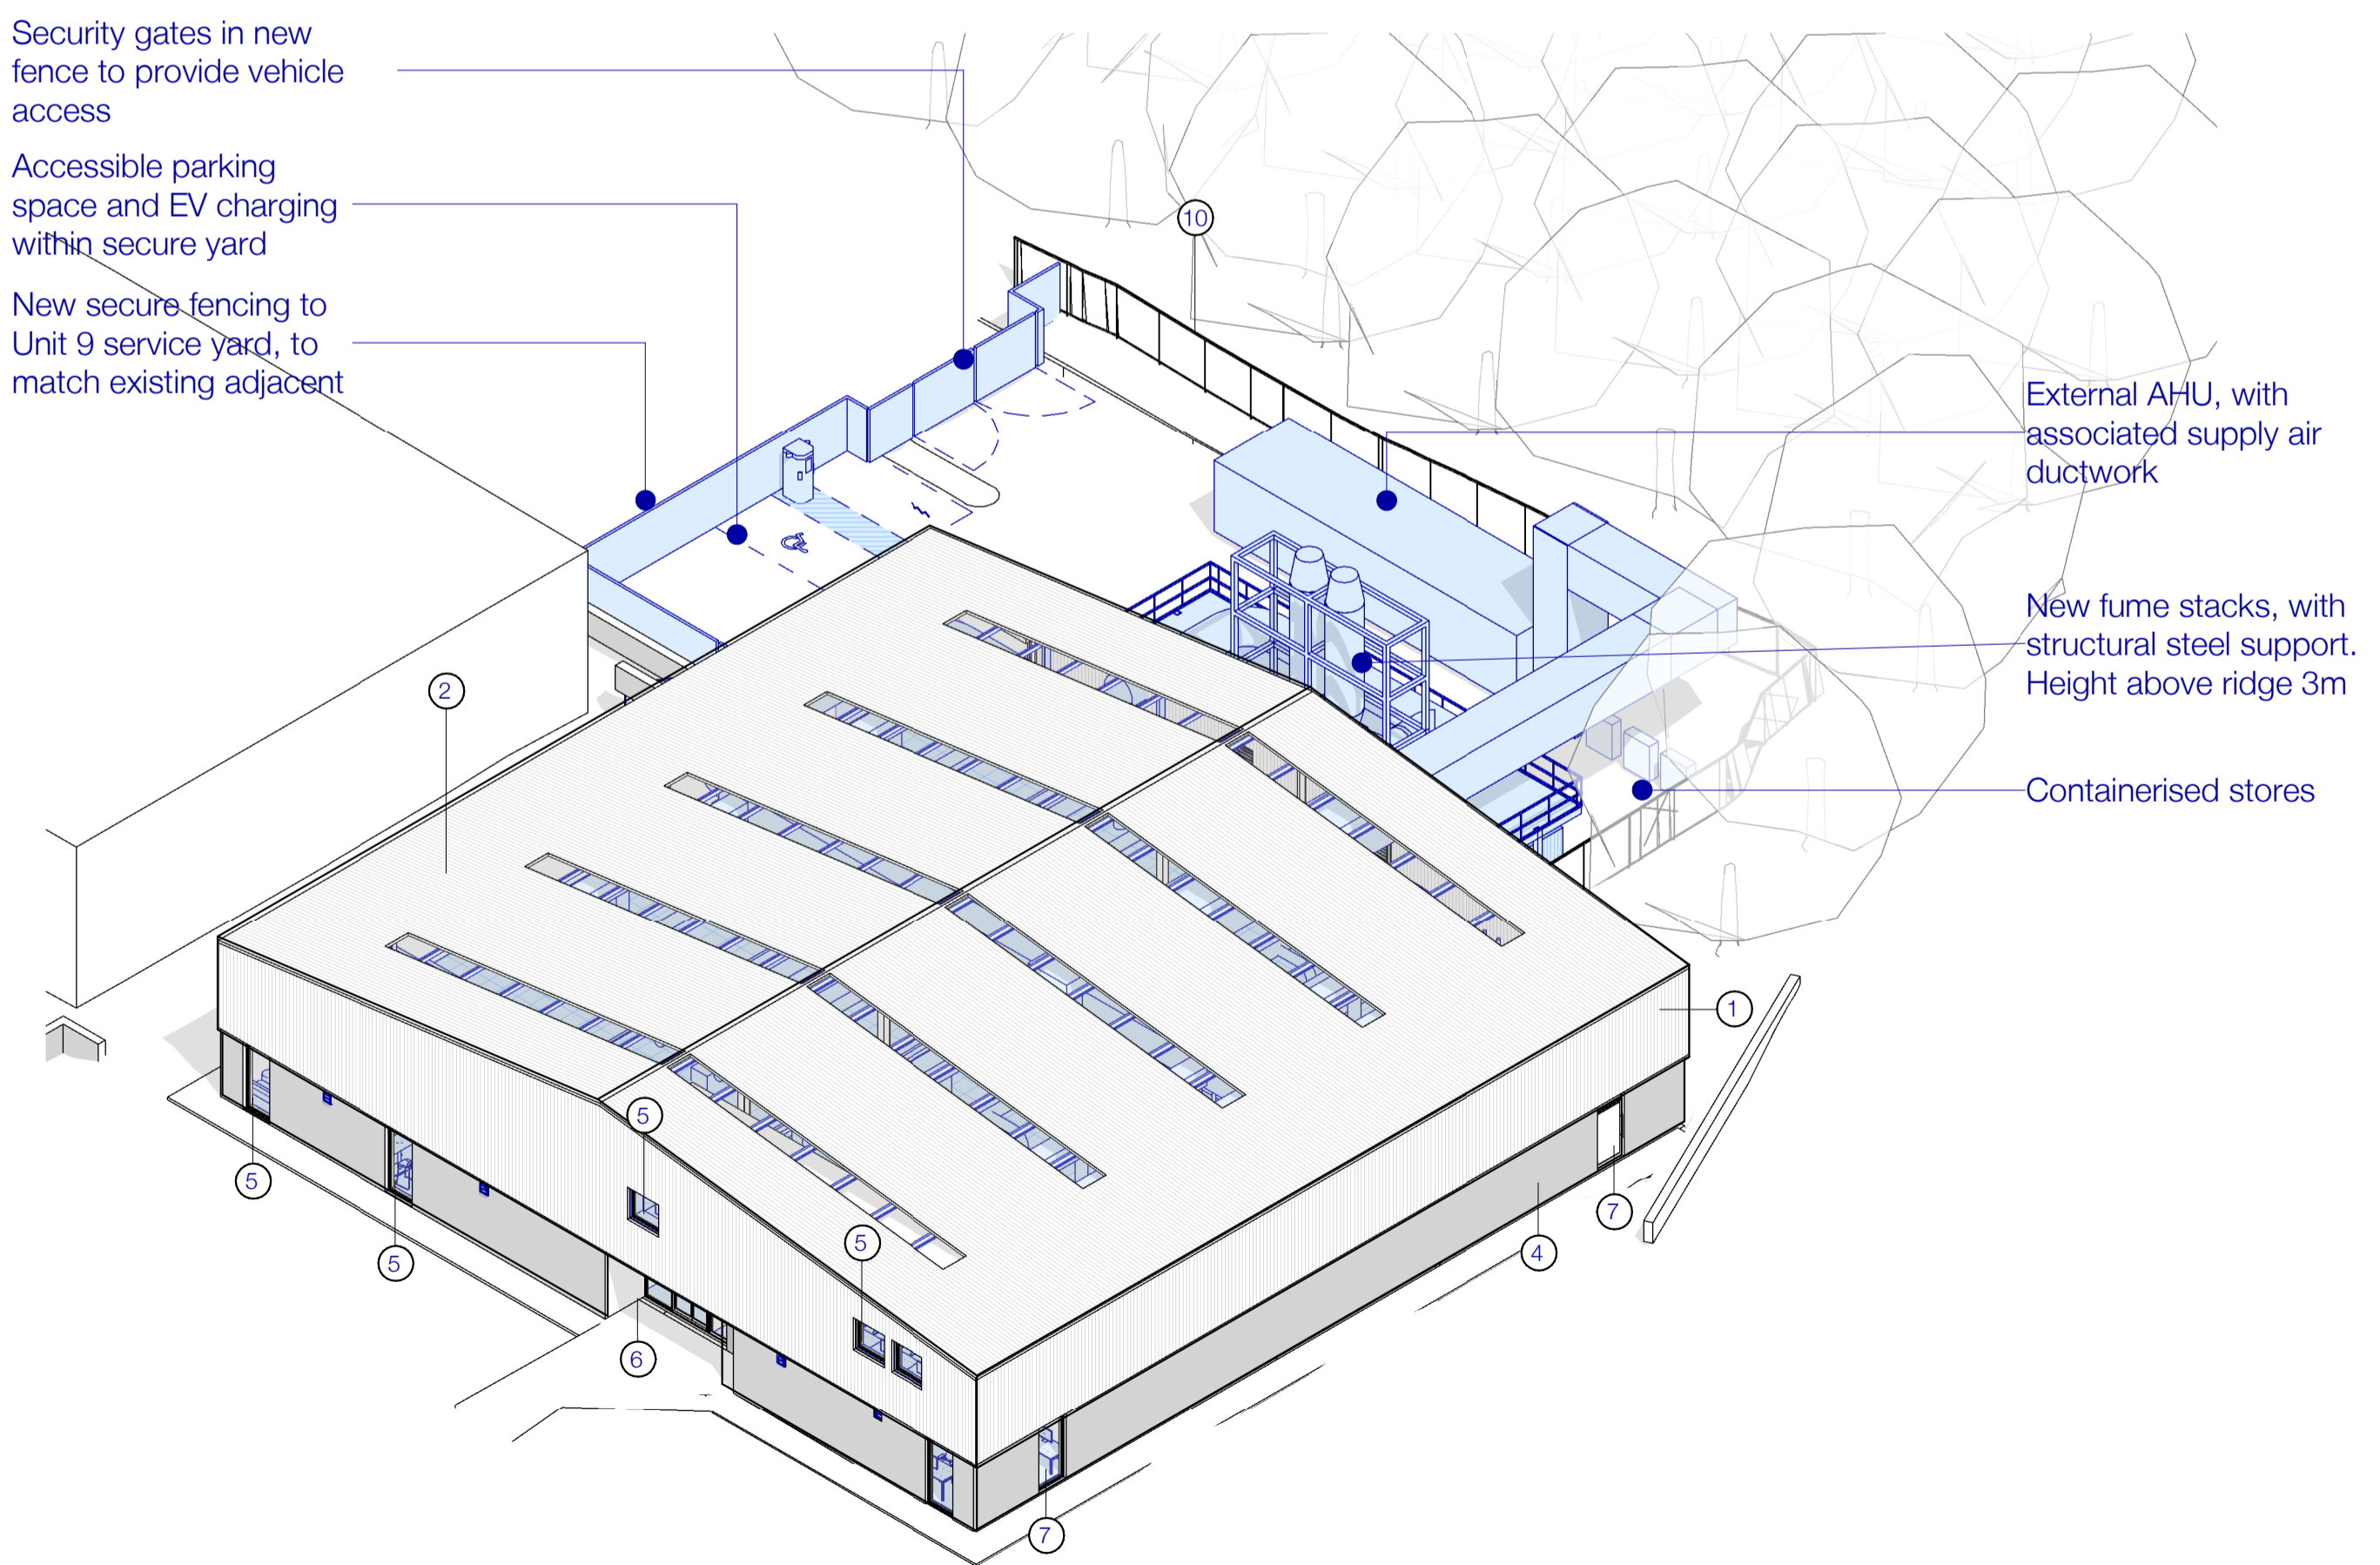 Security gates in new
fence to provide vehicle
access
Accessible parking
space and EV charging
within secure yard
New secure fencing to
Unit 9 service yard, to
match existing adjacent
10
External AHU, with
associated supply air
ductwork
New fume stacks, with
structural steel support.
Height above ridge 3m
Containerised stores
2
1
5
5
5
5
7
4
6
7